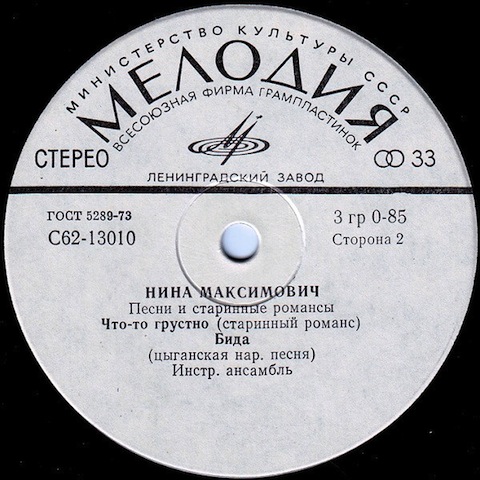 МИНИСТЕРСТВО КУЛЬТУРЫ СССР
МЕЛОДИЯ
ВСЕСОЮЗНАЯ ФИРМА ГРАМПЛАСТИНОК
СТЕРЕО
33
ЛЕНИНГРАДСКИЙ ЗАВОД
ГОСТ 5289-73
3 гр 0-85
С62-13010
Сторона 2
НИНА МАКСИМОВИЧ
Песни и старинные романсы
Что-то грустно (старинный романс)
Бида
(цыганская нар. песня)
Инстр. ансамбль